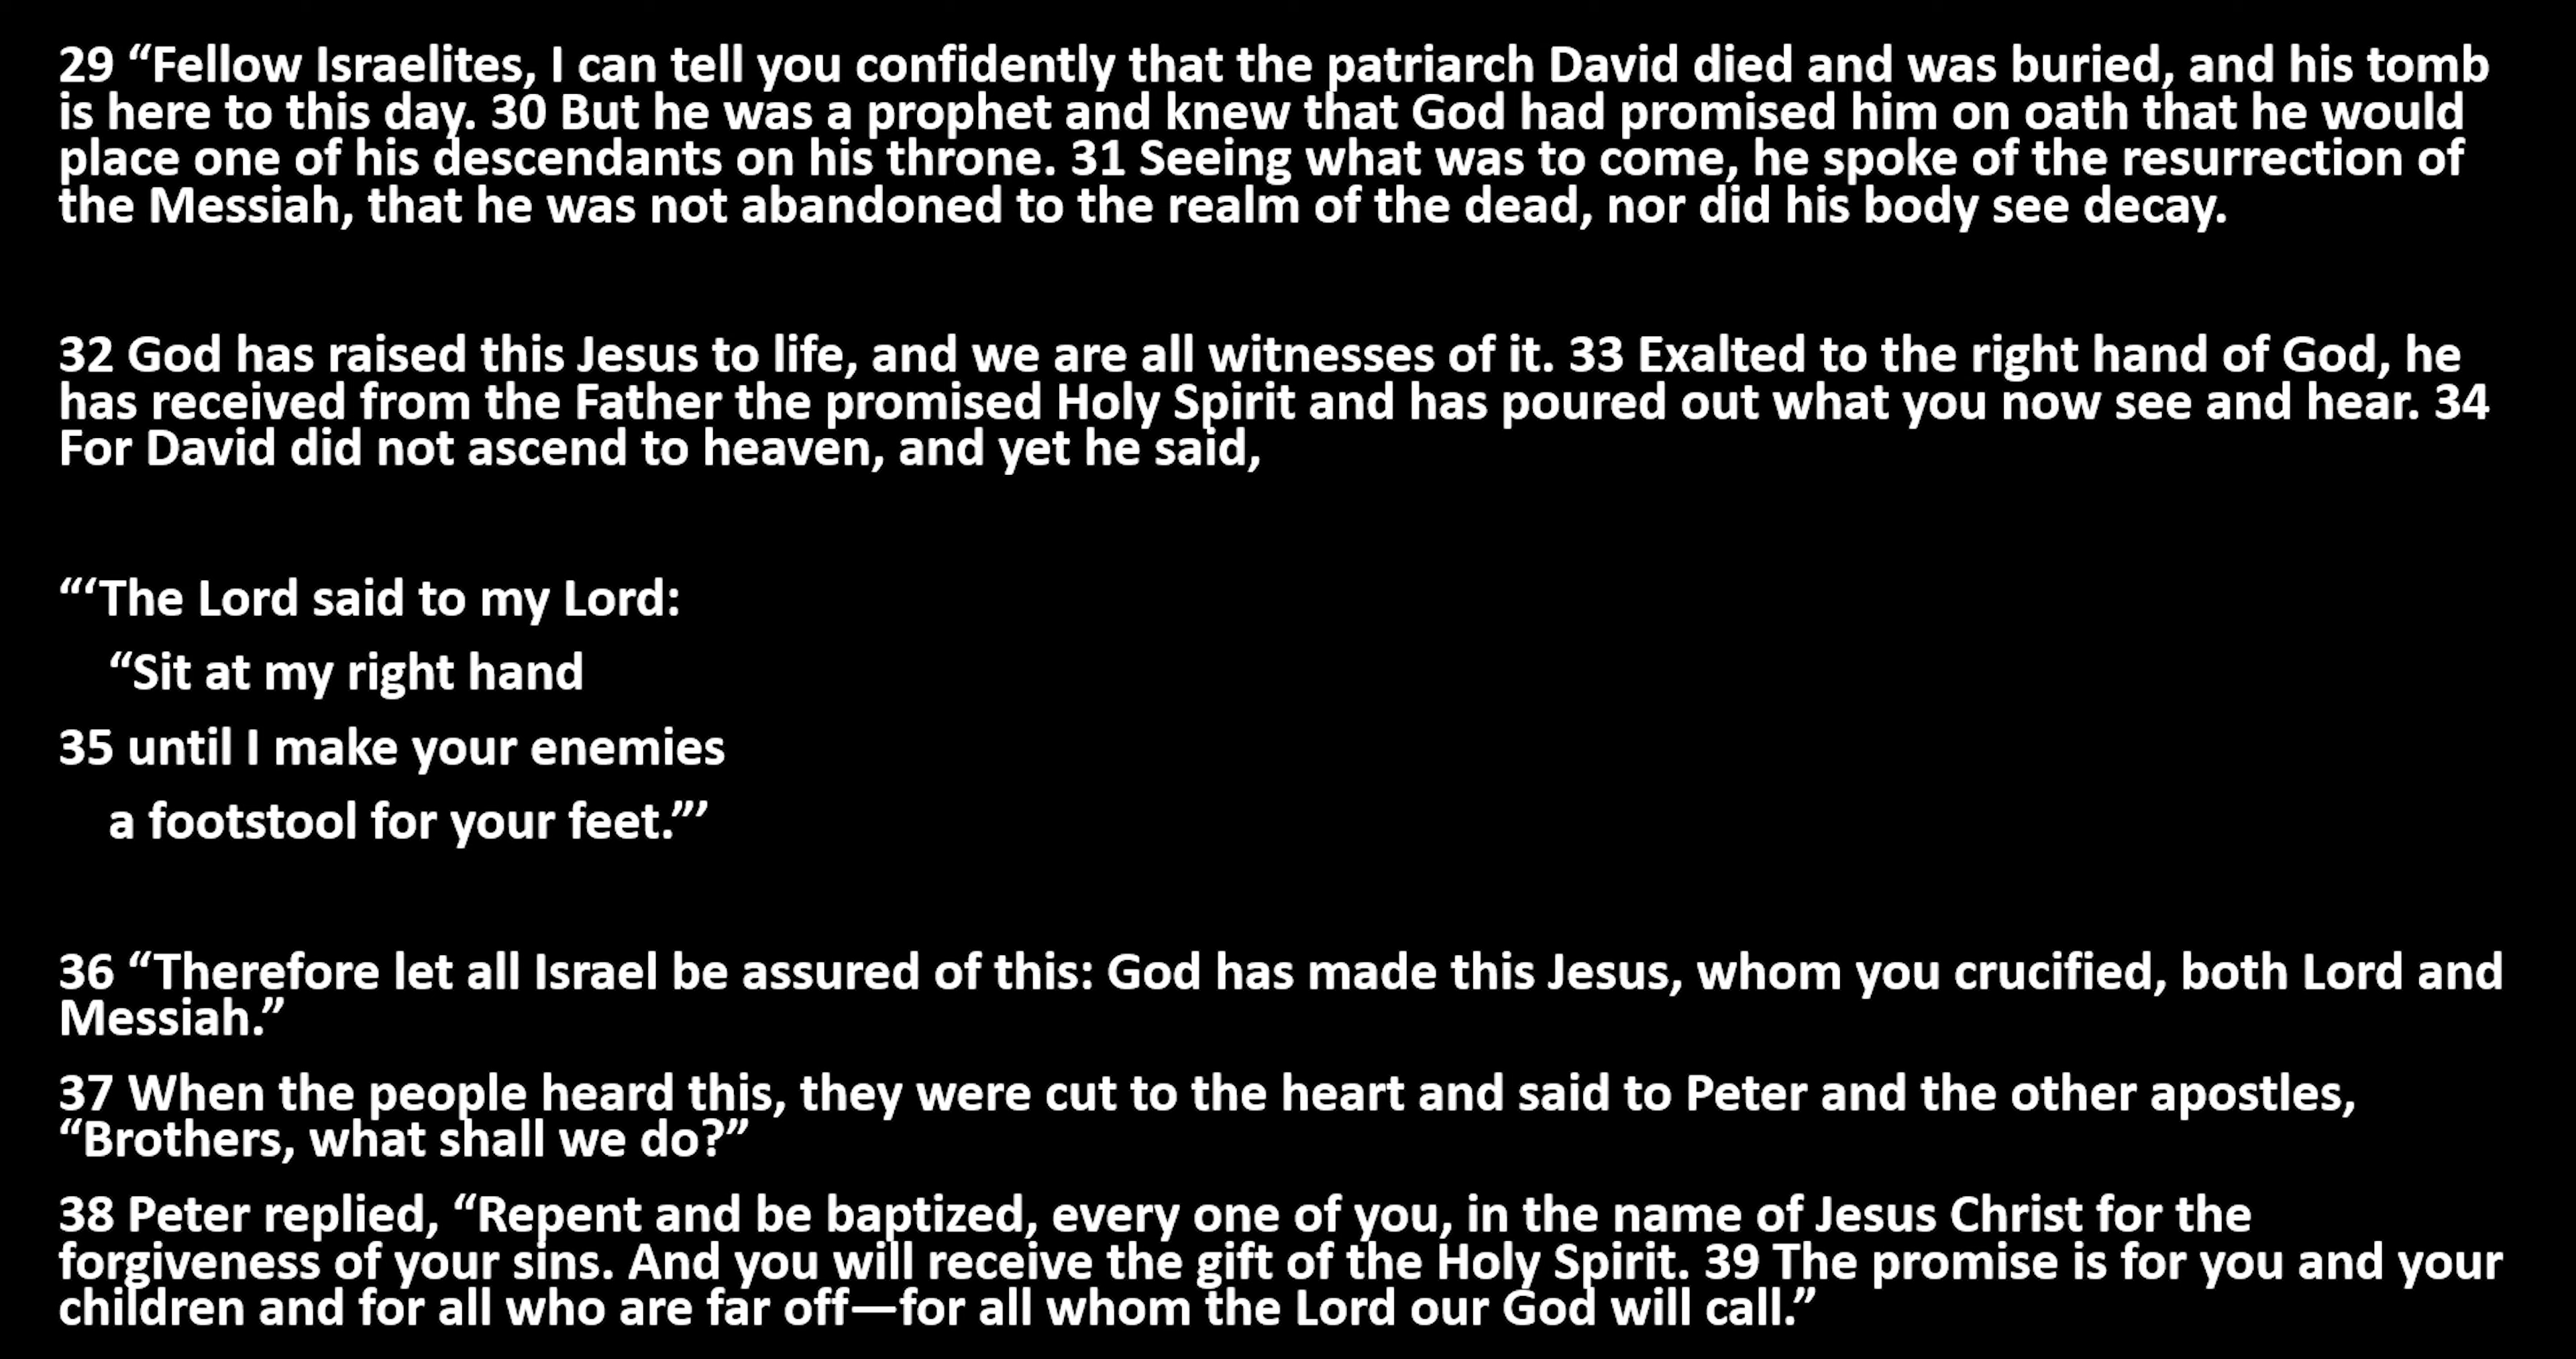 29 “Fellow Israelites, I can tell you confidently that the patriarch David died and was buried, and his tomb
is here to this day. 30 But he was a prophet and knew that God had promised him on oath that he would
place one of his descendants on his throne. 31 Seeing what was to come, he spoke of the resurrection of
the Messiah, that he was not abandoned to the realm of the dead, nor did his body see decay.
32 God has raised this Jesus to life, and we are all witnesses of it. 33 Exalted to the right hand of God, he
has received from the Father the promised Holy Spirit and has poured out what you now see and hear. 34
For David did not ascend to heaven, and yet he said,
“‘The Lord said to my Lord:
“Sit at my right hand
35 until I make your enemies
a footstool for your feet.”’
36 “Therefore let all Israel be assured of this: God has made this Jesus, whom you crucified, both Lord and
Messiah.”
37 When the people heard this, they were cut to the heart and said to Peter and the other apostles,
“Brothers, what shall we do?”
38 Peter replied, “Repent and be baptized, every one of you, in the name of Jesus Christ for the
forgiveness of your sins. And you will receive the gift of the Holy Spirit. 39 The promise is for you and your
children and for all who are far off—for all whom the Lord our God will call.”